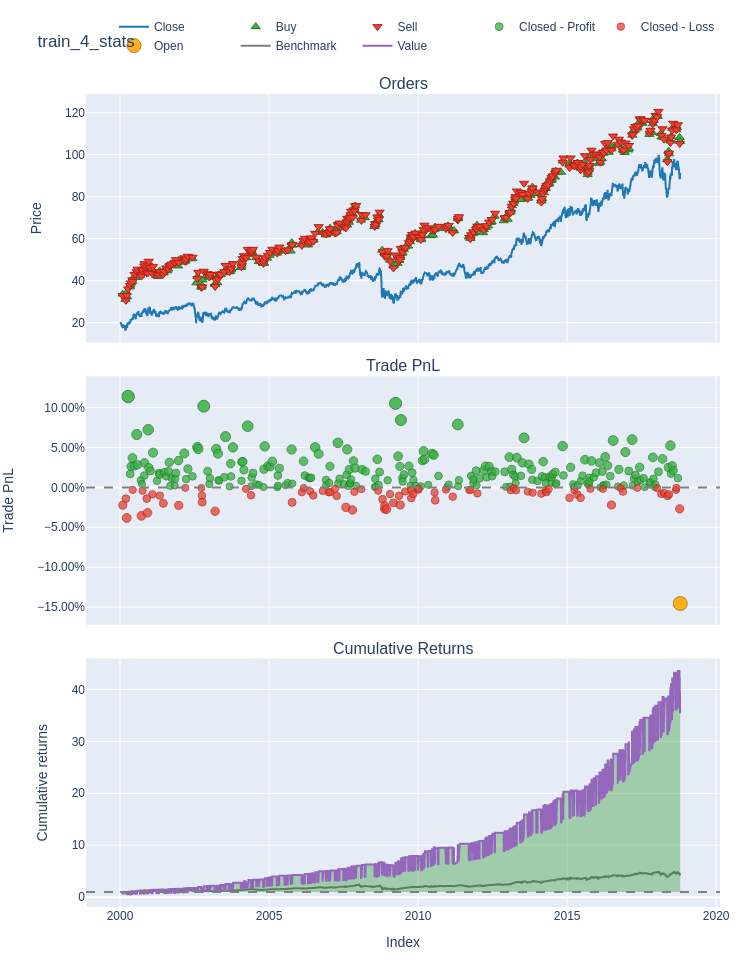 train_4_stats
Close
Buy
Sell
Closed - Profit
Closed - Loss
Open
Benchmark
Value
Orders
Price
120
100
80
60
40
20
Trade PnL
Trade PnL
10.00%
5.00%
0.00%
−5.00%
−10.00%
−15.00%
Cumulative Returns
Cumulative returns
40
30
20
10
0
2000
2005
2010
2015
2020
Index